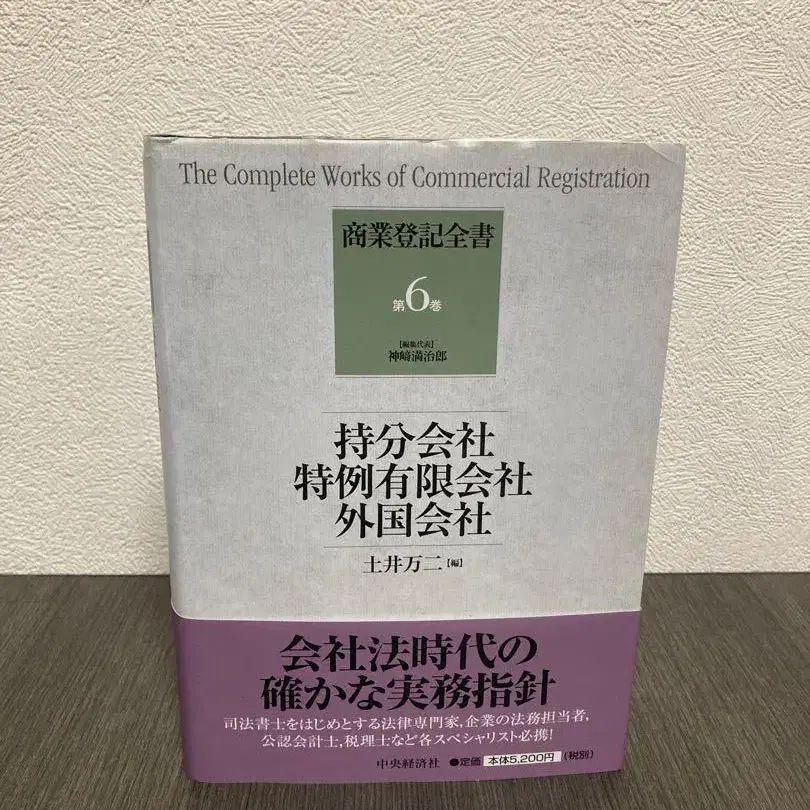 The Complete Works of Commercial Registration
商業登記全書
第6巻
【編集代表】
神﨑満治郎
持分会社
特例有限会社
外国会社
土井万二【編】
会社法時代の
確かな実務指針
司法書士をはじめとする法律専門家,企業の法務担当者,
公認会計士,税理士など各スペシャリスト必携!
中央経済社 ●定価 本体5,200円 (税別)